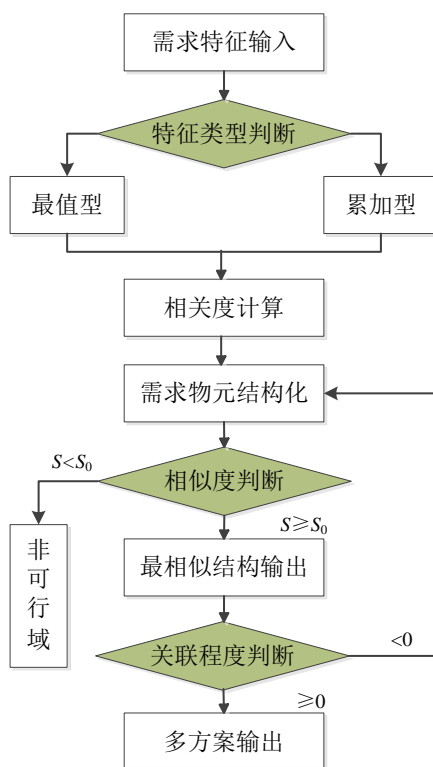 需求特征输入
特征类型判断
最值型
累加型
相关度计算
需求物元结构化
S<S₀
相似度判断
S≥S₀
非可行域
最相似结构输出
关联程度判断
<0
≥0
多方案输出